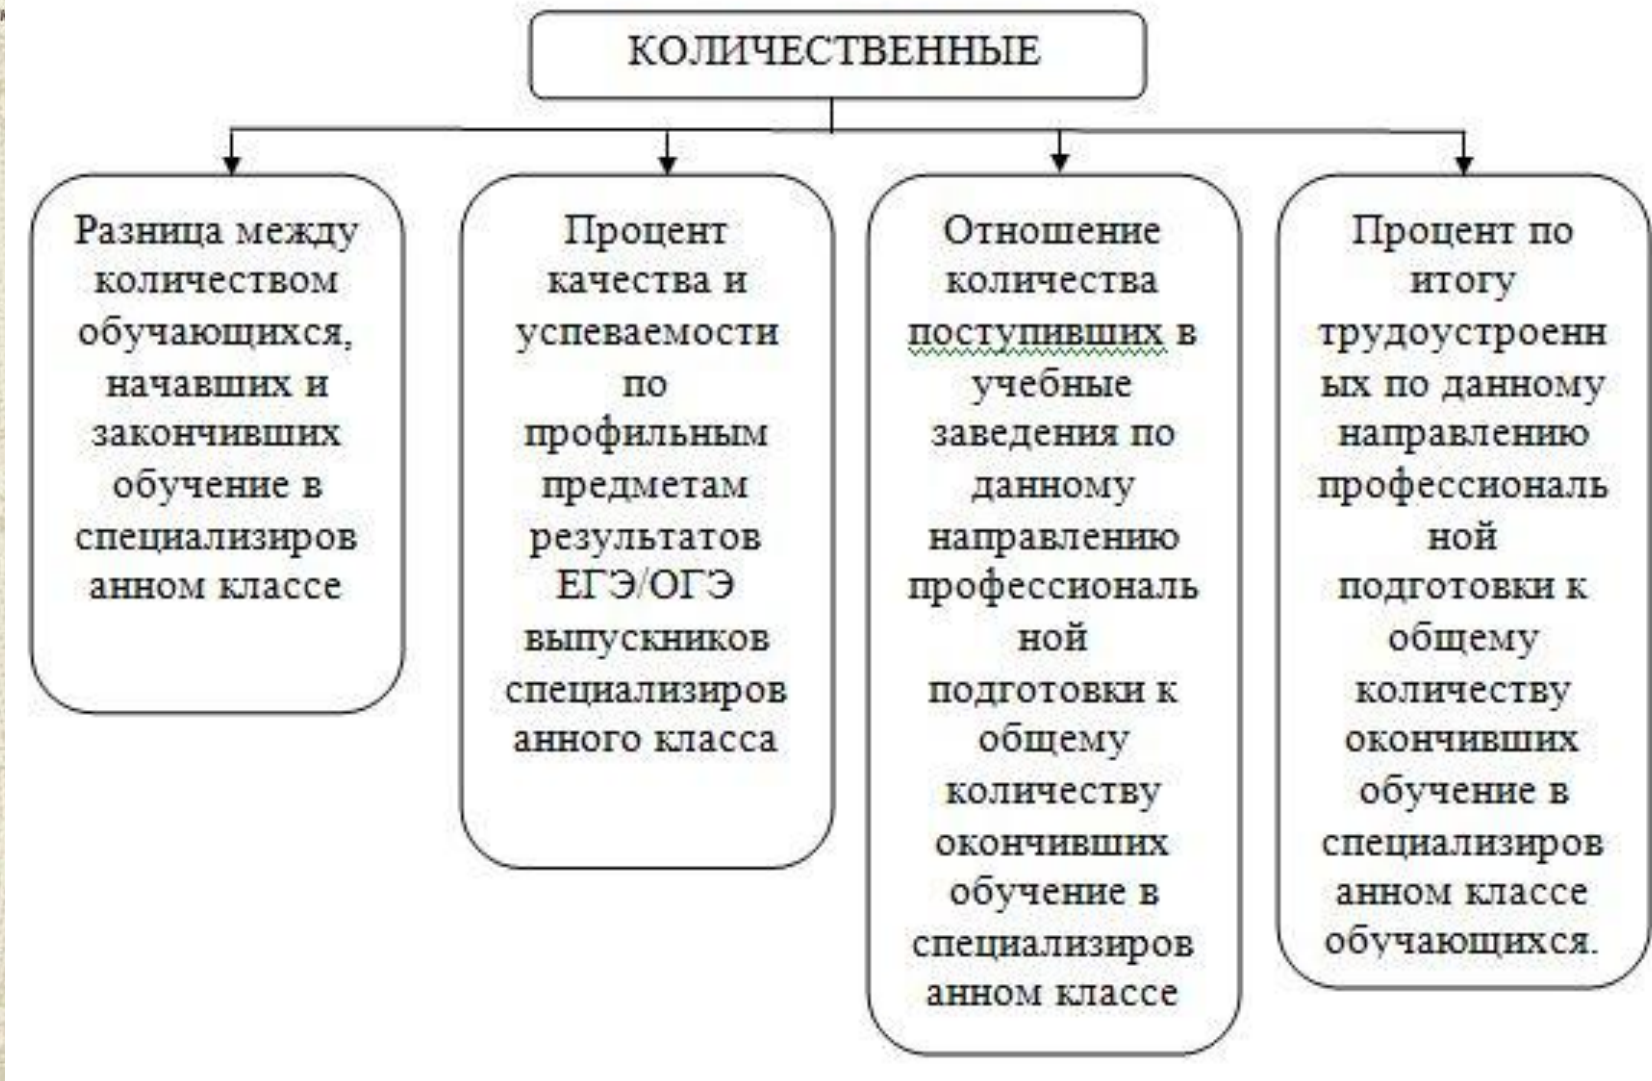 КОЛИЧЕСТВЕННЫЕ
Разница между
количеством
обучающихся,
начавших и
закончивших
обучение в
специализиров
анном классе
Процент
качества и
успеваемости
по
профильным
предметам
результатов
ЕГЭ/ОГЭ
выпускников
специализиров
анного класса
Отношение
количества
поступивших в
учебные
заведения по
данному
направлению
профессиональ
ной
подготовки к
общему
количеству
окончивших
обучение в
специализиров
анном классе
Процент по
итогу
трудоустроенн
ых по данному
направлению
профессиональ
ной
подготовки к
общему
количеству
окончивших
обучение в
специализиров
анном классе
обучающихся.